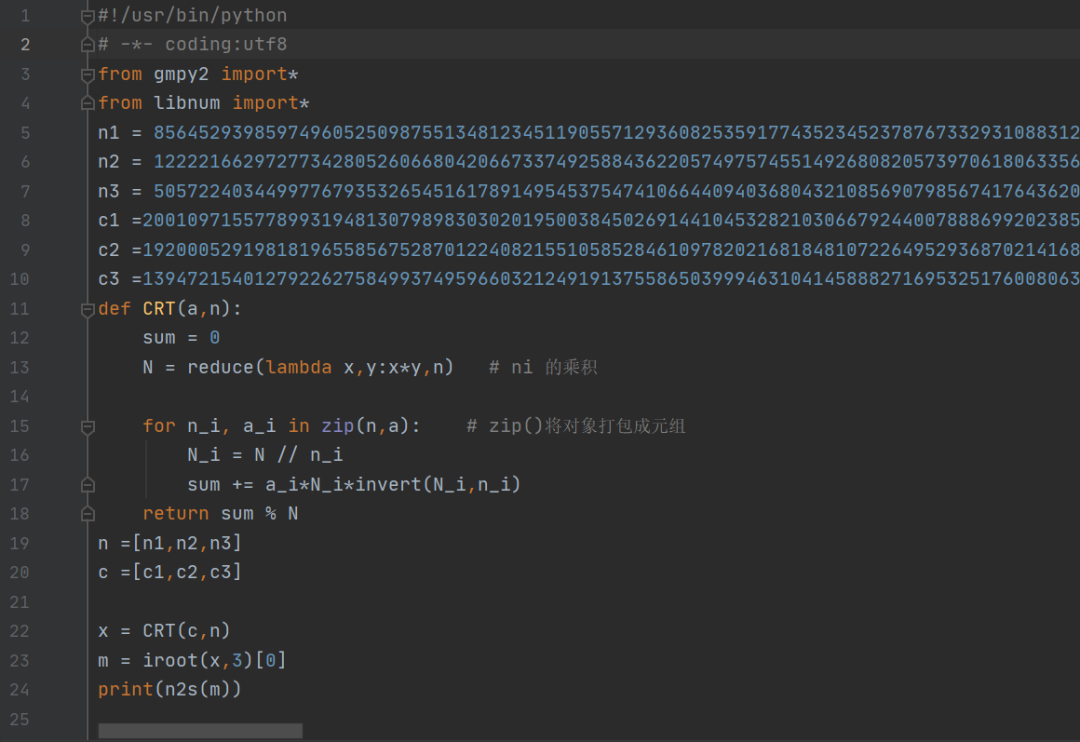 1 #!/usr/bin/python
2 # -*- coding:utf8
3 from gmpy2 import*
4 from libnum import*
5 n1 = 85645293985974960525098755134812345119055712936082535917743523452378767332931088312
6 n2 = 12222166297277342805260668042066733749258843622057497574551492680820573970618063356
7 n3 = 50572240344997767935326545161789149545375474106644094036804321085690798567417643620
8 c1 =200109715577899319481307989830302019500384502691441045328210306679244007888699202385
9 c2 =192000529198181965585675287012240821551058528461097820216818481072264952936870214168
10 c3 =139472154012792262758499374959660321249191375586503999463104145888271695325176008063
11 def CRT(a,n):
12 sum = 0
13 N = reduce(lambda x,y:x*y,n) # ni 的乘积
14
15 for n_i, a_i in zip(n,a): # zip()将对象打包成元组
16 N_i = N // n_i
17 sum += a_i*N_i*invert(N_i,n_i)
18 return sum % N
19 n =[n1,n2,n3]
20 c =[c1,c2,c3]
21
22 x = CRT(c,n)
23 m = iroot(x,3)[0]
24 print(n2s(m))
25